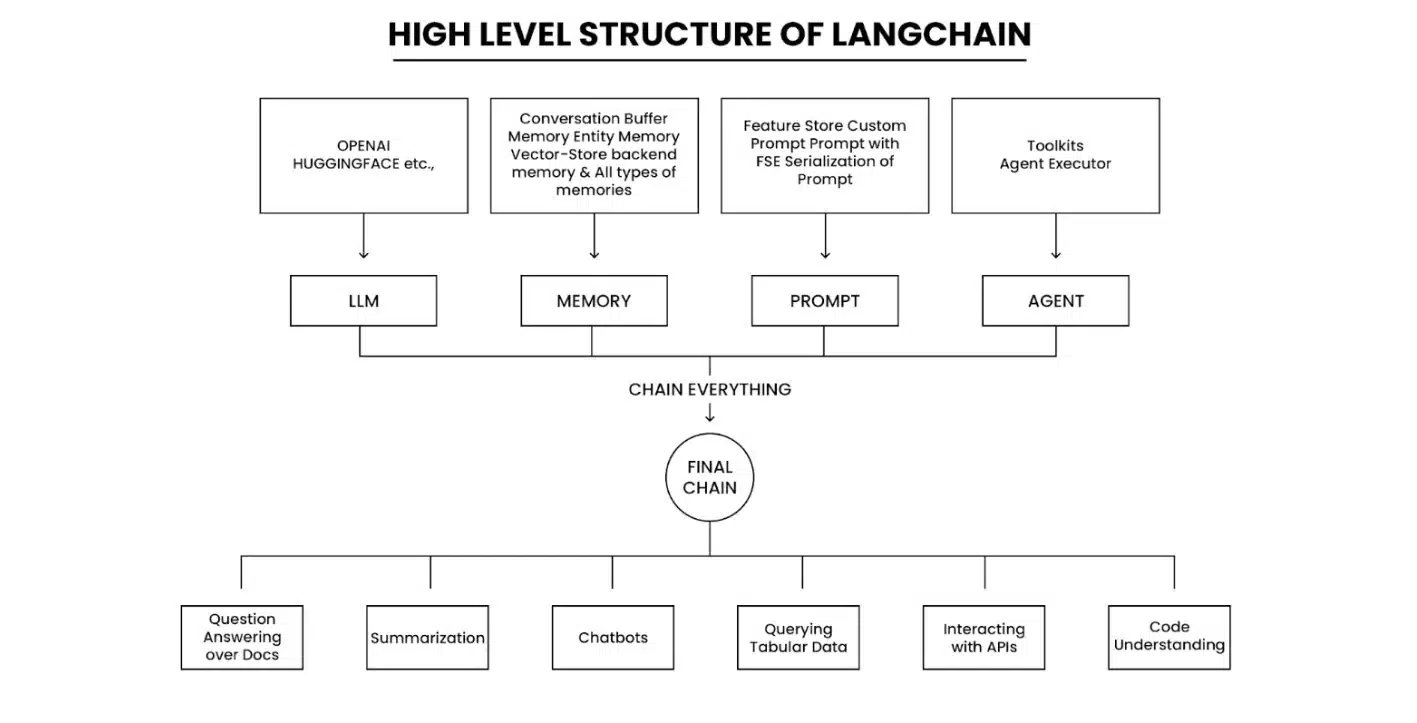 HIGH LEVEL STRUCTURE OF LANGCHAIN
OPENAI
HUGGINGFACE etc.,
Conversation Buffer
Memory Entity Memory
Vector-Store backend
memory & All types of
memories
Feature Store Custom
Prompt Prompt with
FSE Serialization of
Prompt
Toolkits
Agent Executor
LLM
MEMORY
PROMPT
AGENT
CHAIN EVERYTHING
FINAL
CHAIN
Question
Answering
over Docs
Summarization
Chatbots
Querying
Tabular Data
Interacting
with APIs
Code
Understanding